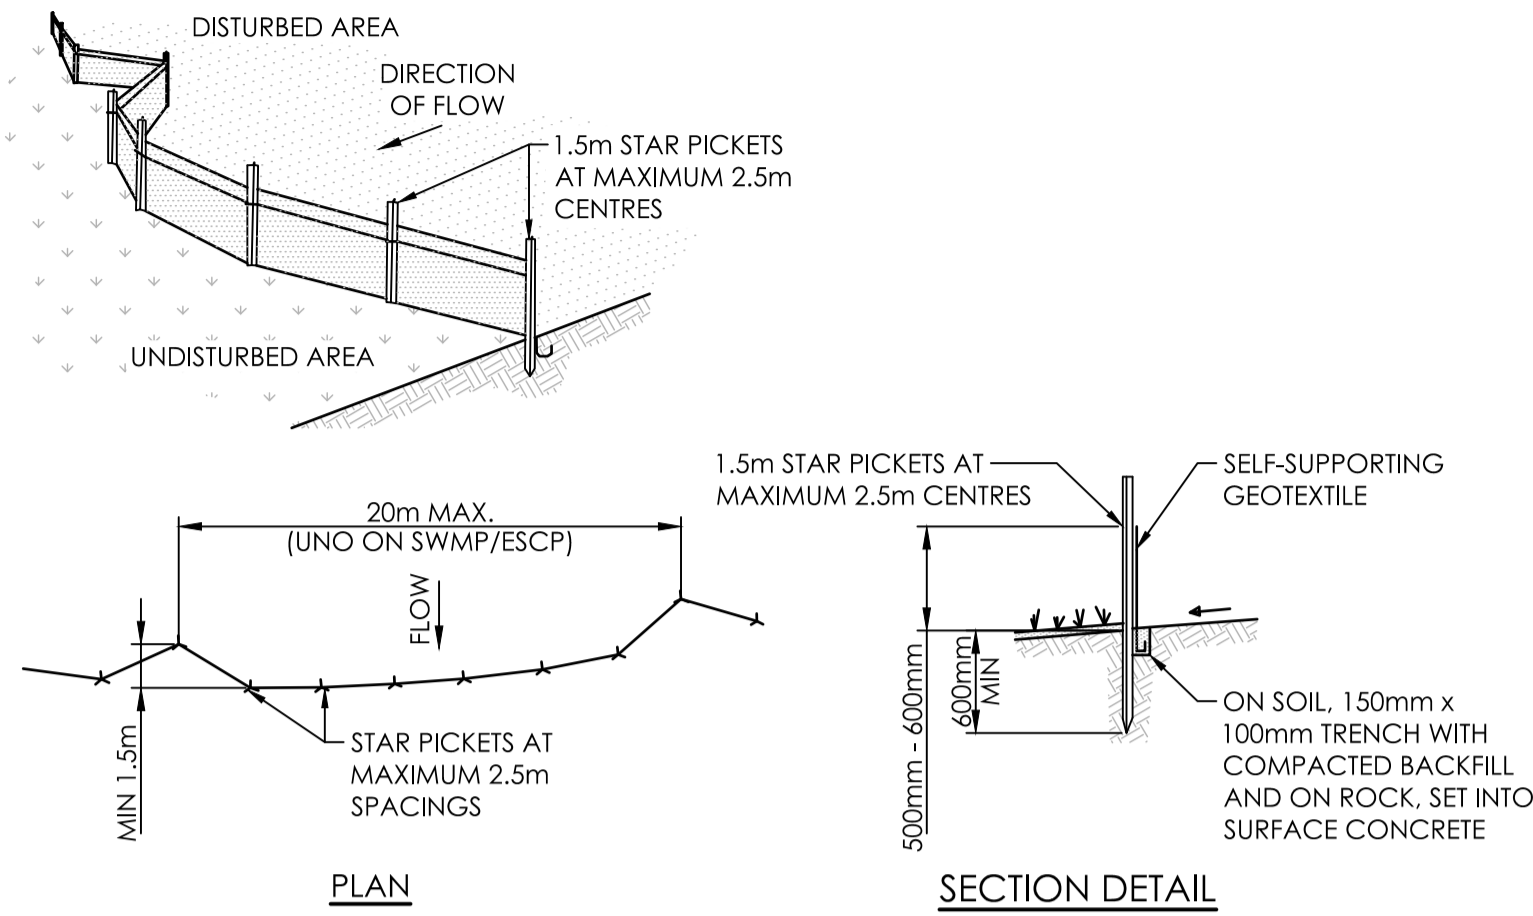 DISTURBED AREA
DIRECTION
OF FLOW
1.5m STAR PICKETS
AT MAXIMUM 2.5m
CENTRES
UNDISTURBED AREA
20m MAX.
(UNO ON SWMP/ESCP)
FLOW
MIN 1.5m
STAR PICKETS AT
MAXIMUM 2.5m
SPACINGS
PLAN
1.5m STAR PICKETS AT
MAXIMUM 2.5m CENTRES
SELF-SUPPORTING
GEOTEXTILE
500mm - 600mm
600mm
MIN
ON SOIL, 150mm x
100mm TRENCH WITH
COMPACTED BACKFILL
AND ON ROCK, SET INTO
SURFACE CONCRETE
SECTION DETAIL